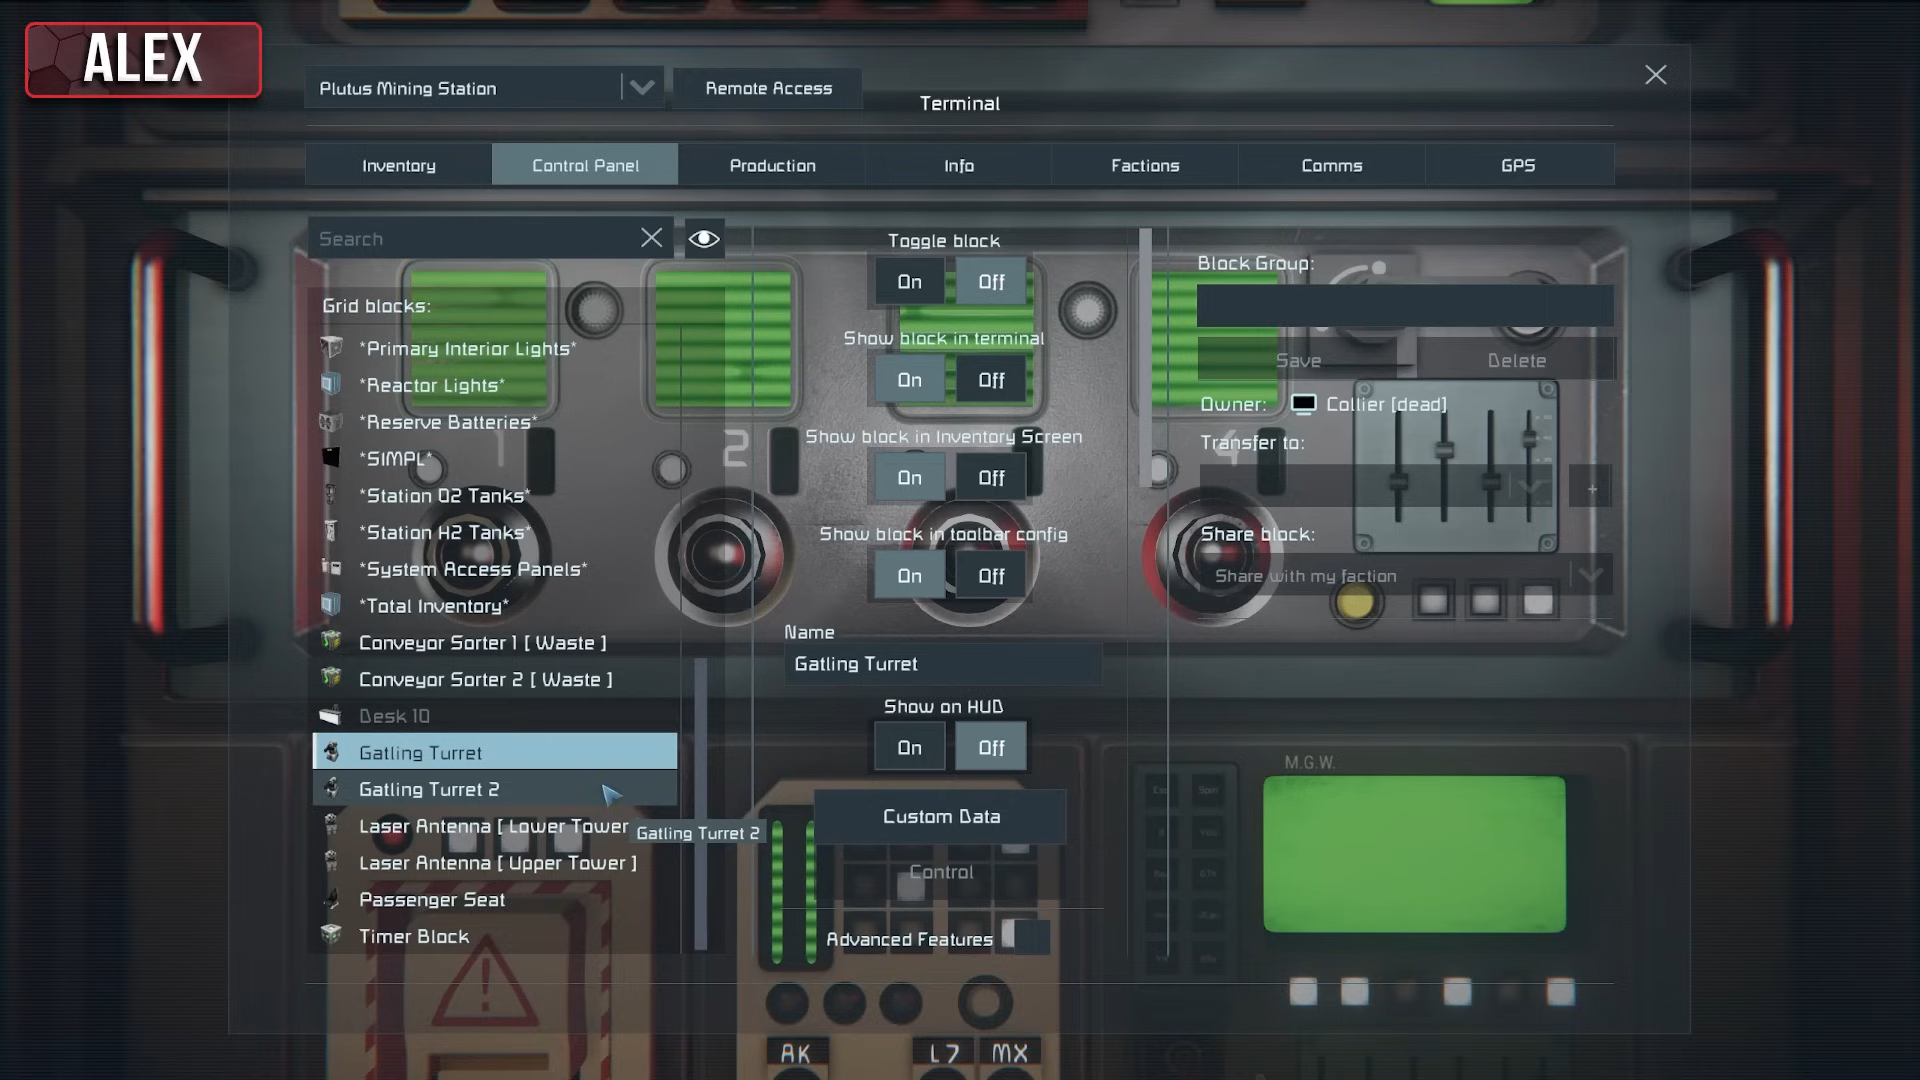 ALEX
Plutus Mining Station
Remote Access
Terminal
Inventory
Control Panel
Production
Info
Factions
Comms
GPS
Search
Grid blocks:
*Primary Interior Lights*
*Reactor Lights*
*Reserve Batteries*
*SIMPL*
*Station O2 Tanks*
*Station H2 Tanks*
*System Access Panels*
*Total Inventory*
Conveyor Sorter 1 [ Waste ]
Conveyor Sorter 2 [ Waste ]
Desk 10
Gatling Turret
Gatling Turret 2
Laser Antenna [ Lower Tower
Gatling Turret 2
Laser Antenna [ Upper Tower ]
Passenger Seat
Timer Block
Toggle block
On Off
Show block in terminal
On Off
Show block in Inventory Screen
On Off
Show block in toolbar config
On Off
Name
Gatling Turret
Show on HUD
On Off
Custom Data
Control
Advanced Features
Block Group:
Save
Delete
Owner: Collier [dead]
Transfer to:
+
Share block:
Share with my faction
1
2
4
M.G.W.
AK
L7
MX